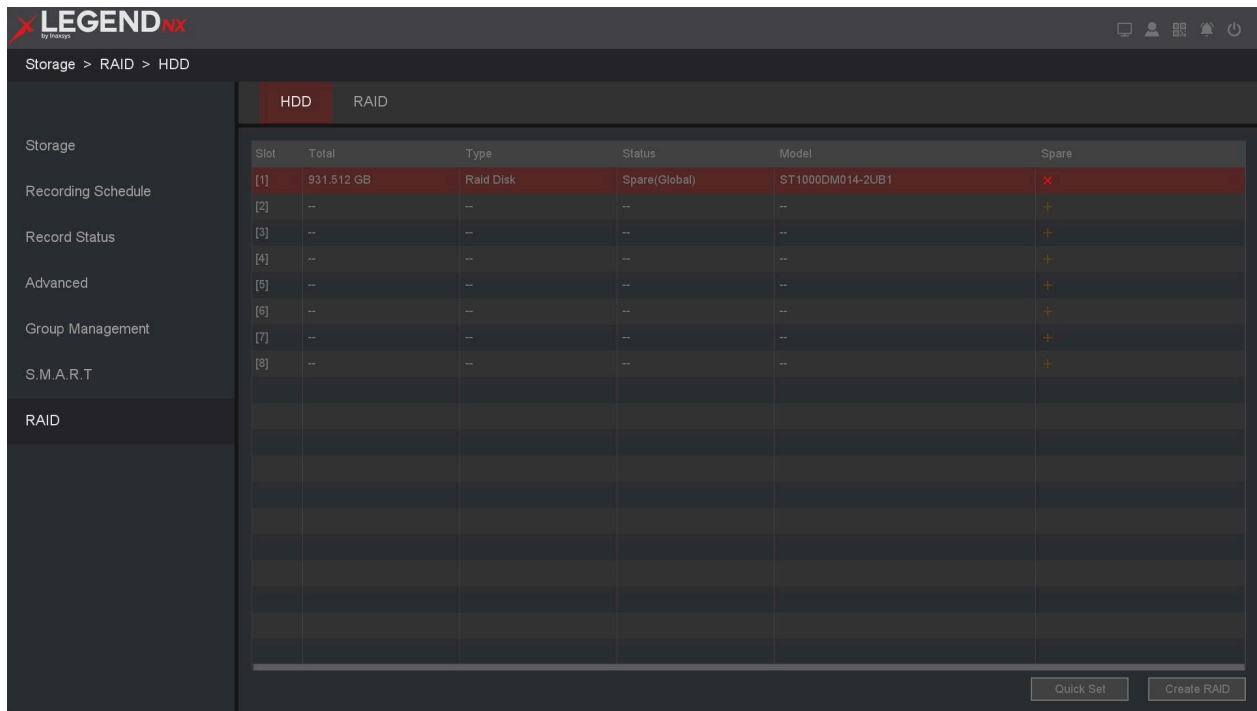 LEGEND NX
by Inaxsys
Storage > RAID > HDD
HDD RAID
Storage
Recording Schedule
Record Status
Advanced
Group Management
S.M.A.R.T
RAID
Slot Total Type Status Model Spare
[1] 931.512 GB Raid Disk Spare(Global) ST1000DM014-2UB1 ×
[2] -- -- -- -- +
[3] -- -- -- -- +
[4] -- -- -- -- +
[5] -- -- -- -- +
[6] -- -- -- -- +
[7] -- -- -- -- +
[8] -- -- -- -- +
Quick Set Create RAID